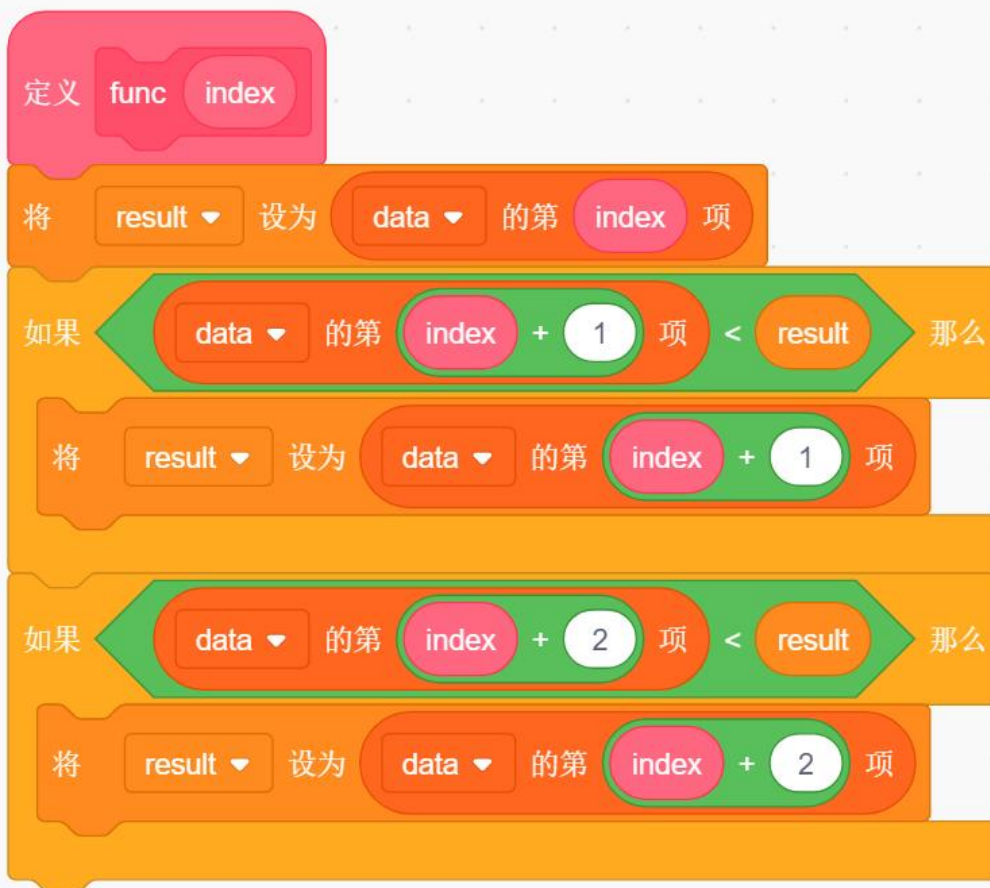 定义 func index
将 result 设为 data 的第 index 项
如果 data 的第 index + 1 项 < result 那么
将 result 设为 data 的第 index + 1 项
如果 data 的第 index + 2 项 < result 那么
将 result 设为 data 的第 index + 2 项